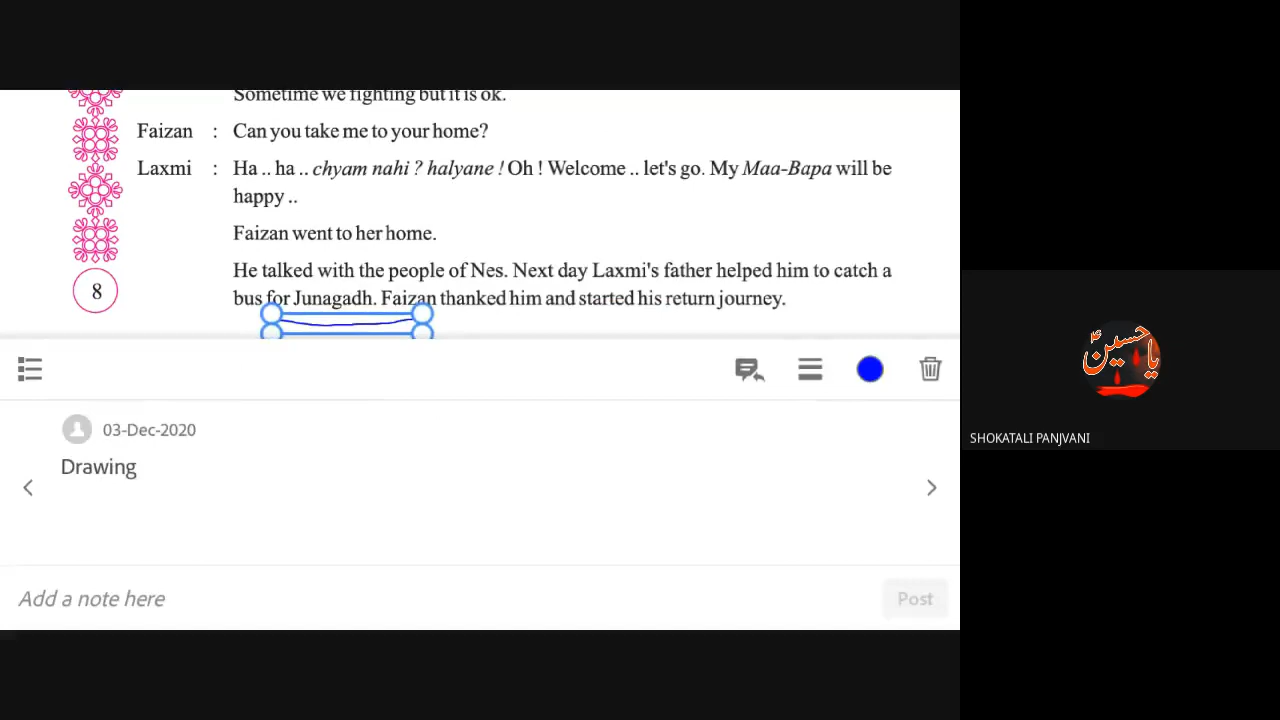 Sometime we fighting but it is ok.
Faizan : Can you take me to your home?
Laxmi : Ha .. ha .. chyam nahi ? halyane ! Oh ! Welcome .. let's go. My Maa-Bapa will be
happy ..
Faizan went to her home.
He talked with the people of Nes. Next day Laxmi's father helped him to catch a
8
bus for Junagadh. Faizan thanked him and started his return journey.
03-Dec-2020
Drawing
Add a note here
Post
یا حسینؑ
SHOKATALI PANJVANI